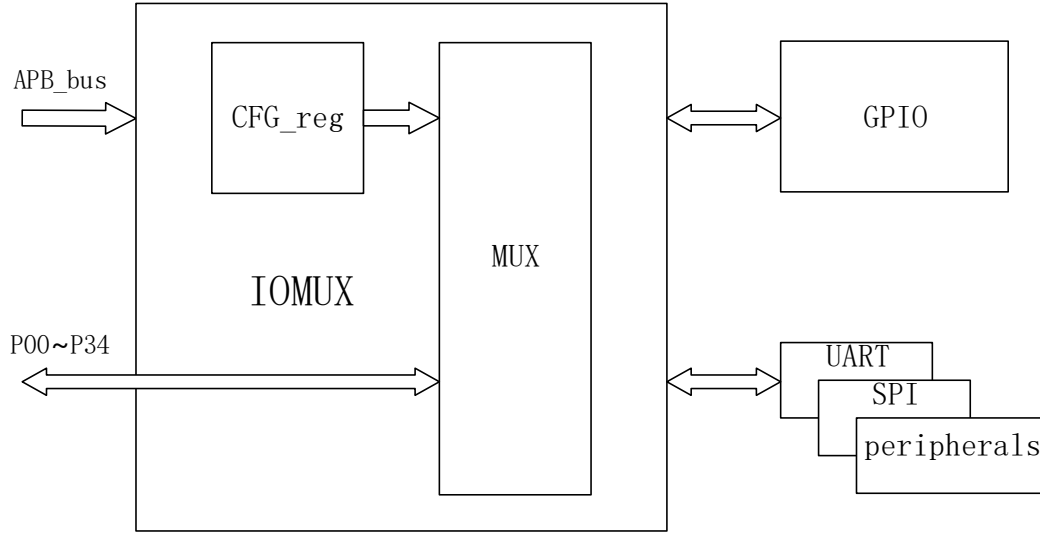 APB_bus
CFG_reg
GPIO
MUX
IOMUX
P00~P34
UART
SPI
peripherals